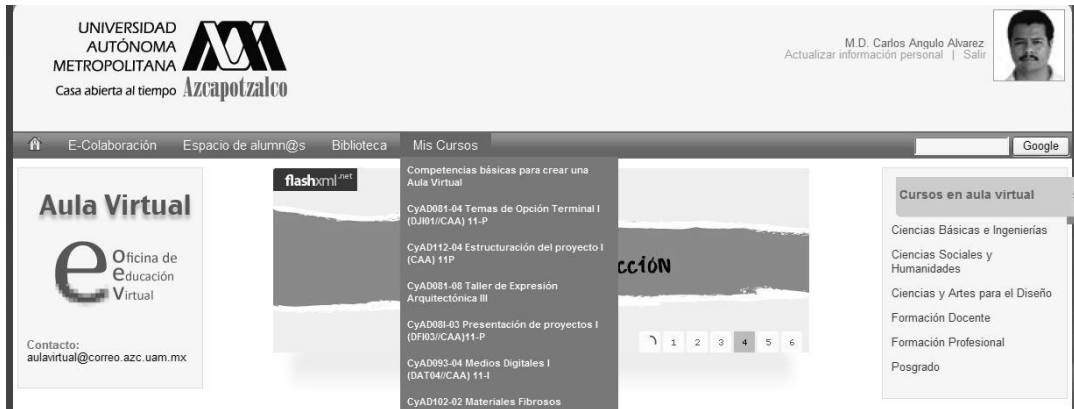 UNIVERSIDAD
AUTÓNOMA
METROPOLITANA
Casa abierta al tiempo Azcapotzalco
M.D. Carlos Angulo Alvarez
Actualizar información personal | Salir
E-Colaboración Espacio de alumn@s Biblioteca Mis Cursos
Google
Aula Virtual
e Oficina de
Educación
Virtual
Contacto:
aulavirtual@correo.azc.uam.mx
flashxml.net
Competencias básicas para crear una
Aula Virtual
CyAD081-04 Temas de Opción Terminal I
(DJI01//CAA) 11-P
CyAD112-04 Estructuración del proyecto I
(CAA) 11P
CyAD081-08 Taller de Expresión
Arquitectónica III
CyAD08I-03 Presentación de proyectos I
(DFI03//CAA)11-P
CyAD093-04 Medios Digitales I
(DAT04//CAA) 11-I
CyAD102-02 Materiales Fibrosos
cción
1 2 3 4 5 6
Cursos en aula virtual
Ciencias Básicas e Ingenierías
Ciencias Sociales y
Humanidades
Ciencias y Artes para el Diseño
Formación Docente
Formación Profesional
Posgrado